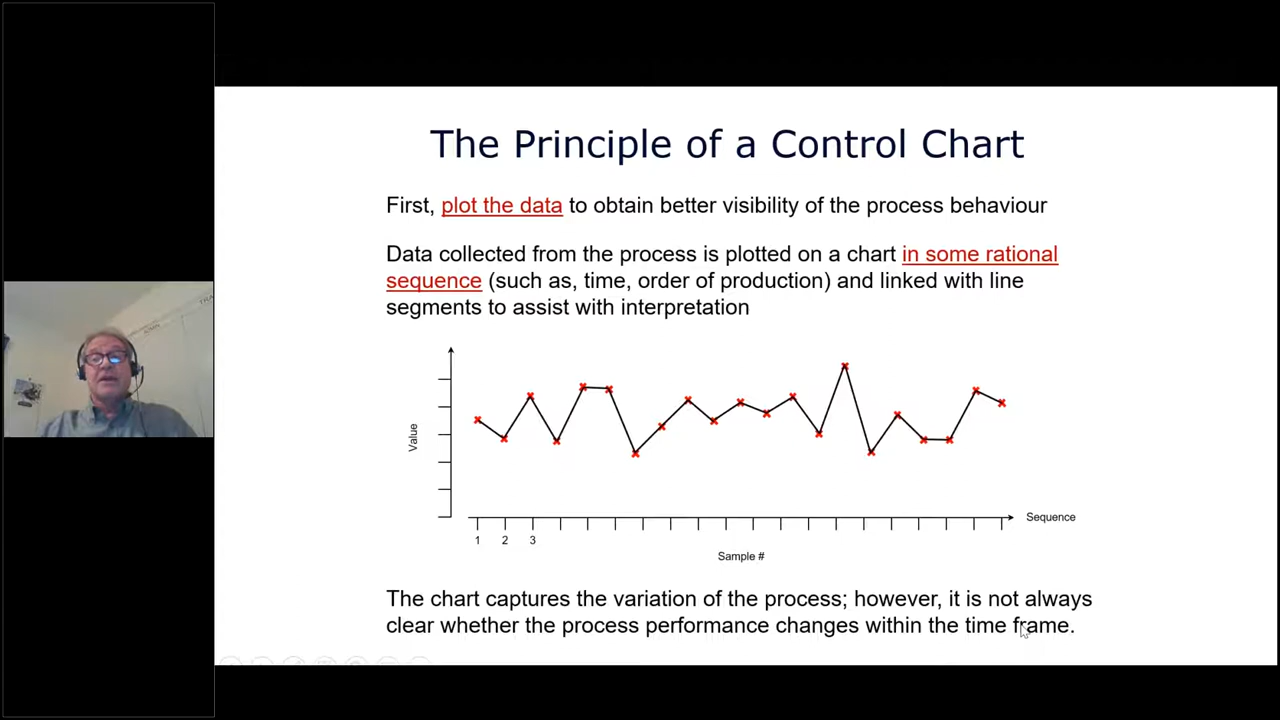 The Principle of a Control Chart
First, plot the data to obtain better visibility of the process behaviour
Data collected from the process is plotted on a chart in some rational
sequence (such as, time, order of production) and linked with line
segments to assist with interpretation
Value
Sequence
1 2 3
Sample #
The chart captures the variation of the process; however, it is not always
clear whether the process performance changes within the time frame.